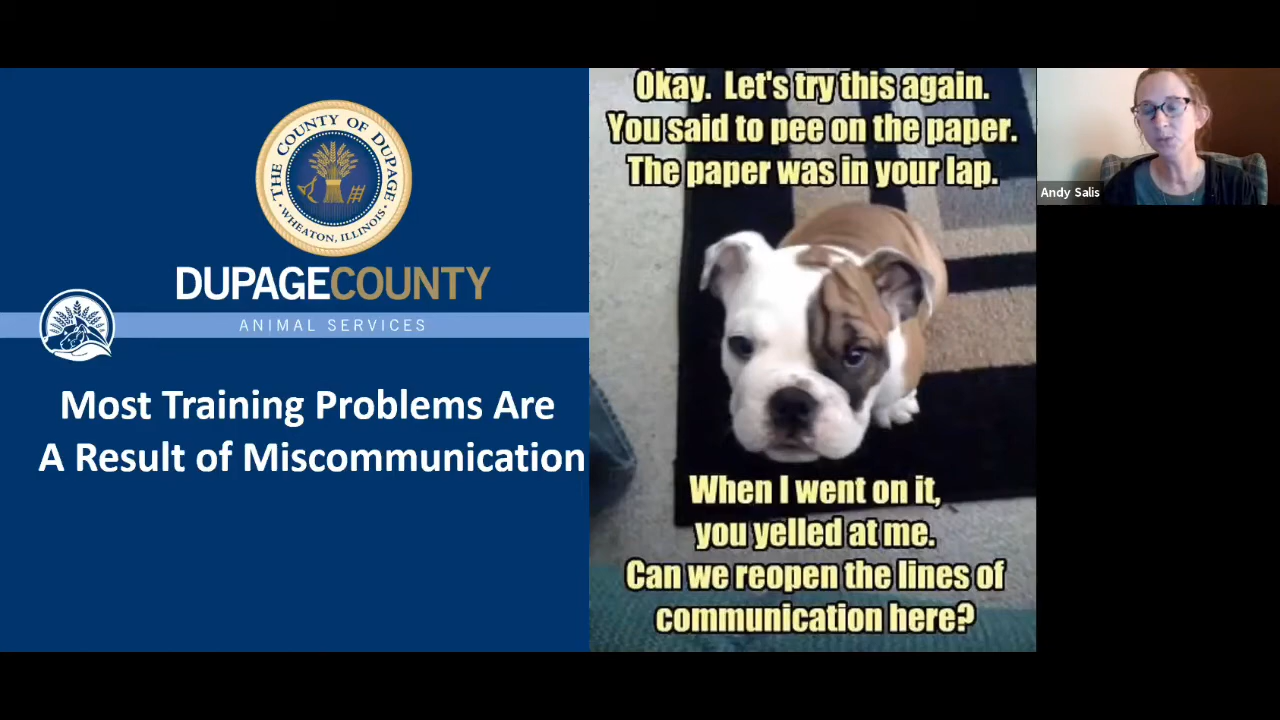 THE COUNTY OF DUPAGE
WHEATON, ILLINOIS
DUPAGECOUNTY
ANIMAL SERVICES
Most Training Problems Are
A Result of Miscommunication
Okay. Let's try this again.
You said to pee on the paper.
The paper was in your lap.
When I went on it,
you yelled at me.
Can we reopen the lines of
communication here?
Andy Salis